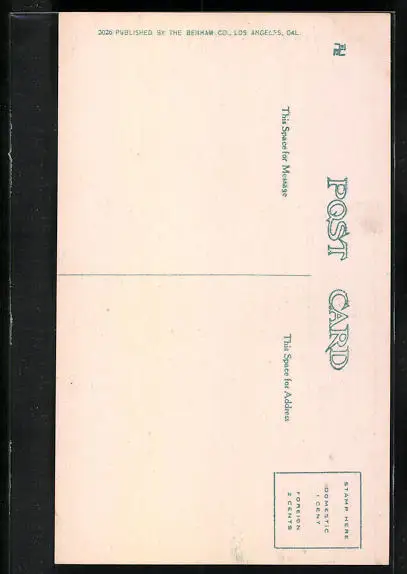 3026 PUBLISHED BY THE BENHAM CO., LOS ANGELES, CAL.
POST CARD
This Space for Message
This Space for Address
STAMP HERE
DOMESTIC
1 CENT
FOREIGN
2 CENTS